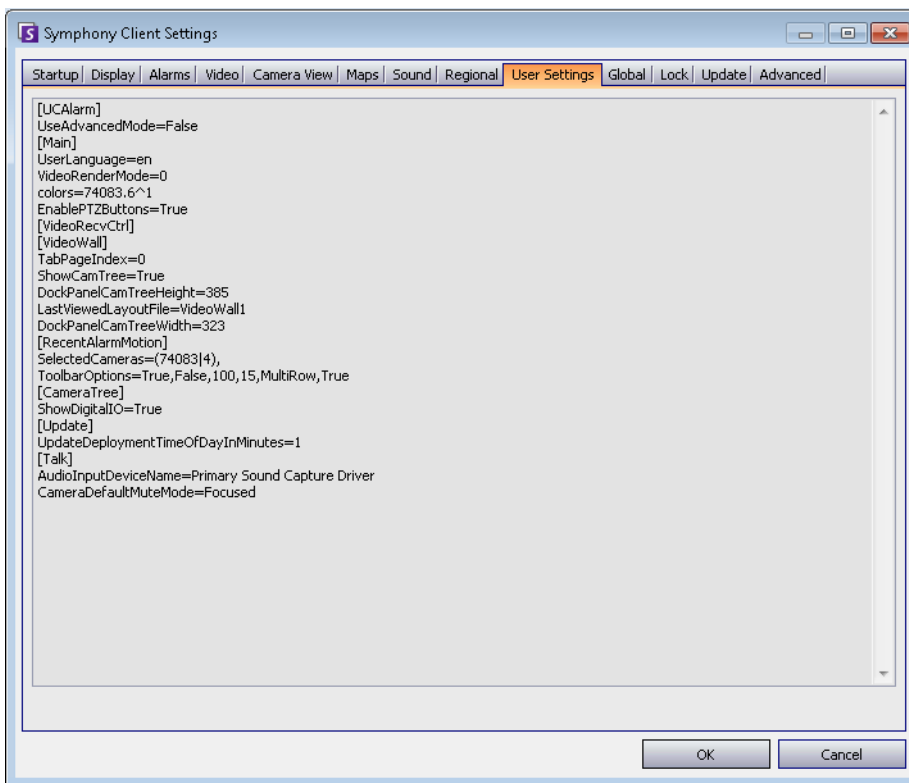 Symphony Client Settings
Startup Display Alarms Video Camera View Maps Sound Regional User Settings Global Lock Update Advanced
[UCAlarm]
UseAdvancedMode=False
[Main]
UserLanguage=en
VideoRenderMode=0
colors=74083.6^1
EnablePTZButtons=True
[VideoRecvCtrl]
[VideoWall]
TabPageIndex=0
ShowCamTree=True
DockPanelCamTreeHeight=385
LastViewedLayoutFile=VideoWall1
DockPanelCamTreeWidth=323
[RecentAlarmMotion]
SelectedCameras=(74083|4),
ToolbarOptions=True,False,100,15,MultiRow,True
[CameraTree]
ShowDigitalIO=True
[Update]
UpdateDeploymentTimeOfDayInMinutes=1
[Talk]
AudioInputDeviceName=Primary Sound Capture Driver
CameraDefaultMuteMode=Focused
OK Cancel